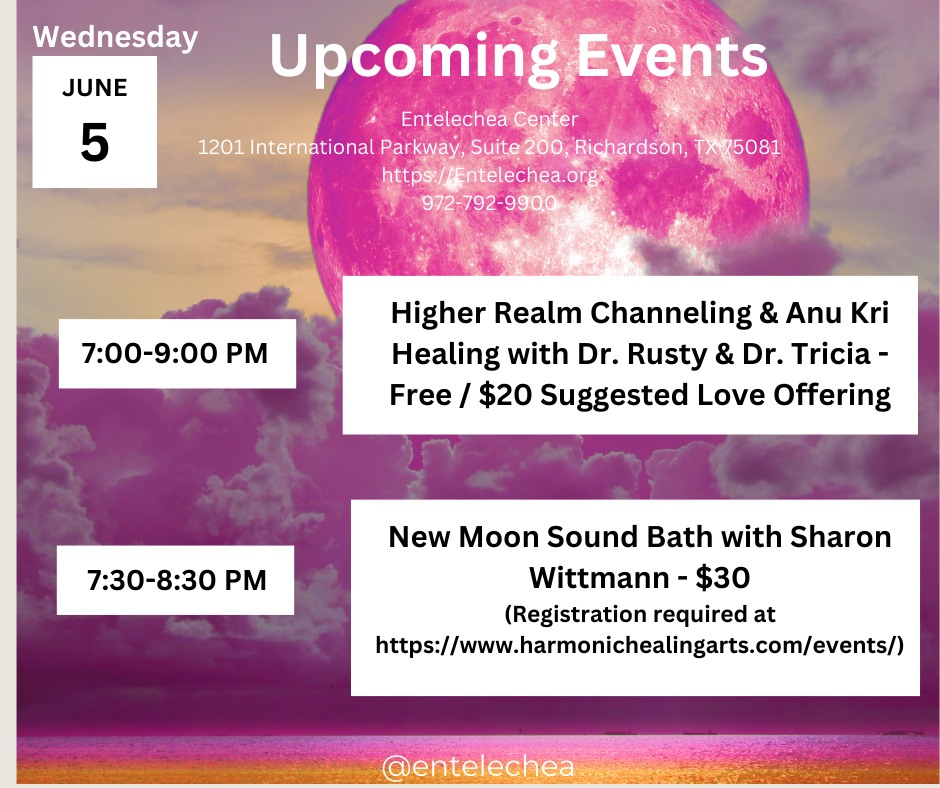 Wednesday
JUNE
5
Upcoming Events
Entelechea Center
1201 International Parkway, Suite 200, Richardson, TX 75081
https://Entelechea.org
972-792-9900
7:00-9:00 PM
Higher Realm Channeling & Anu Kri
Healing with Dr. Rusty & Dr. Tricia -
Free / $20 Suggested Love Offering
7:30-8:30 PM
New Moon Sound Bath with Sharon
Wittmann - $30
(Registration required at
https://www.harmonichealingarts.com/events/)
@entelechea